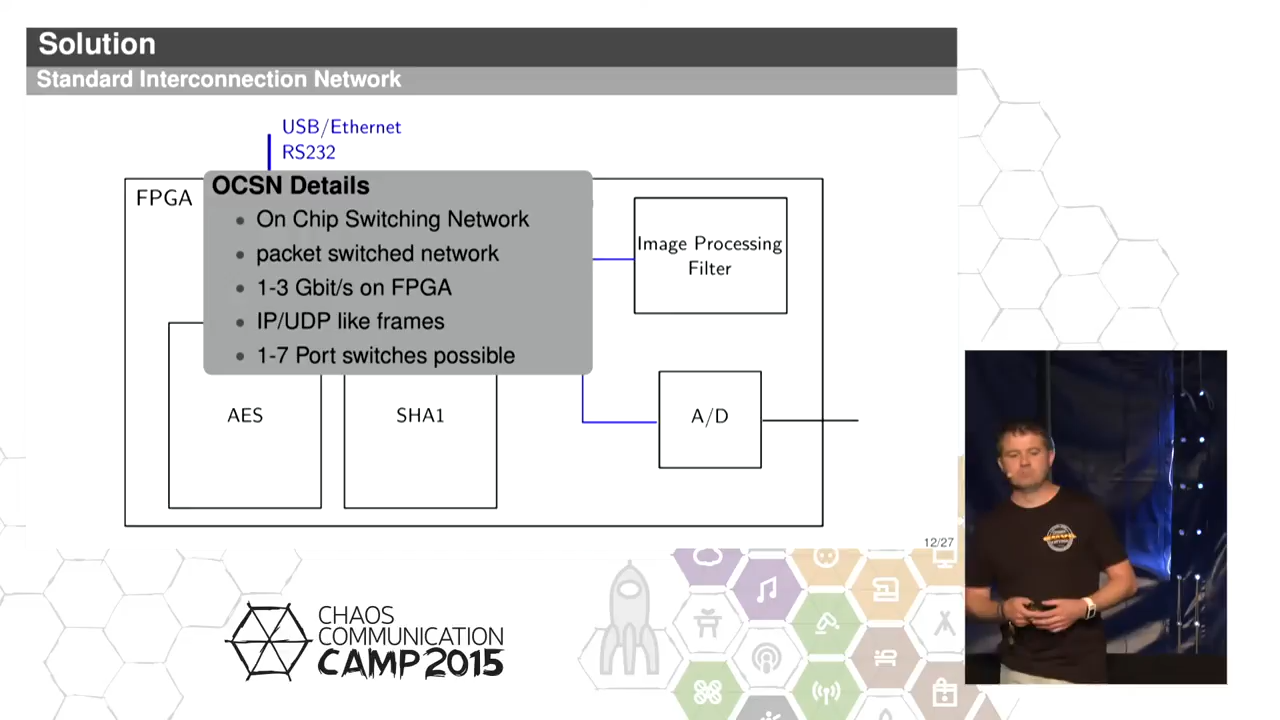 Solution
Standard Interconnection Network
USB/Ethernet
RS232
FPGA
OCSN Details
On Chip Switching Network
packet switched network
1-3 Gbit/s on FPGA
IP/UDP like frames
1-7 Port switches possible
Image Processing
Filter
AES
SHA1
A/D
12/27
CHAOS
COMMUNICATION
CAMP 2015